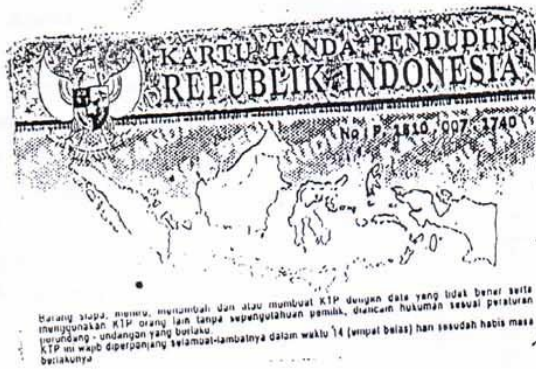 KARTU TANDA PENDUDUK
REPUBLIK INDONESIA
No : P. 1810 / 007 / 1740
Barang siapa, meniru, menambah dan atau membuat KTP dengan data yang tidak benar serta
menggunakan KTP orang lain tanpa sepengetahuan pemilik, diancam hukuman sesuai peraturan
perundang - undangan yang berlaku.
KTP ini wajib diperpanjang selambat-lambatnya dalam waktu 14 (empat belas) hari sesudah habis masa
berlakunya